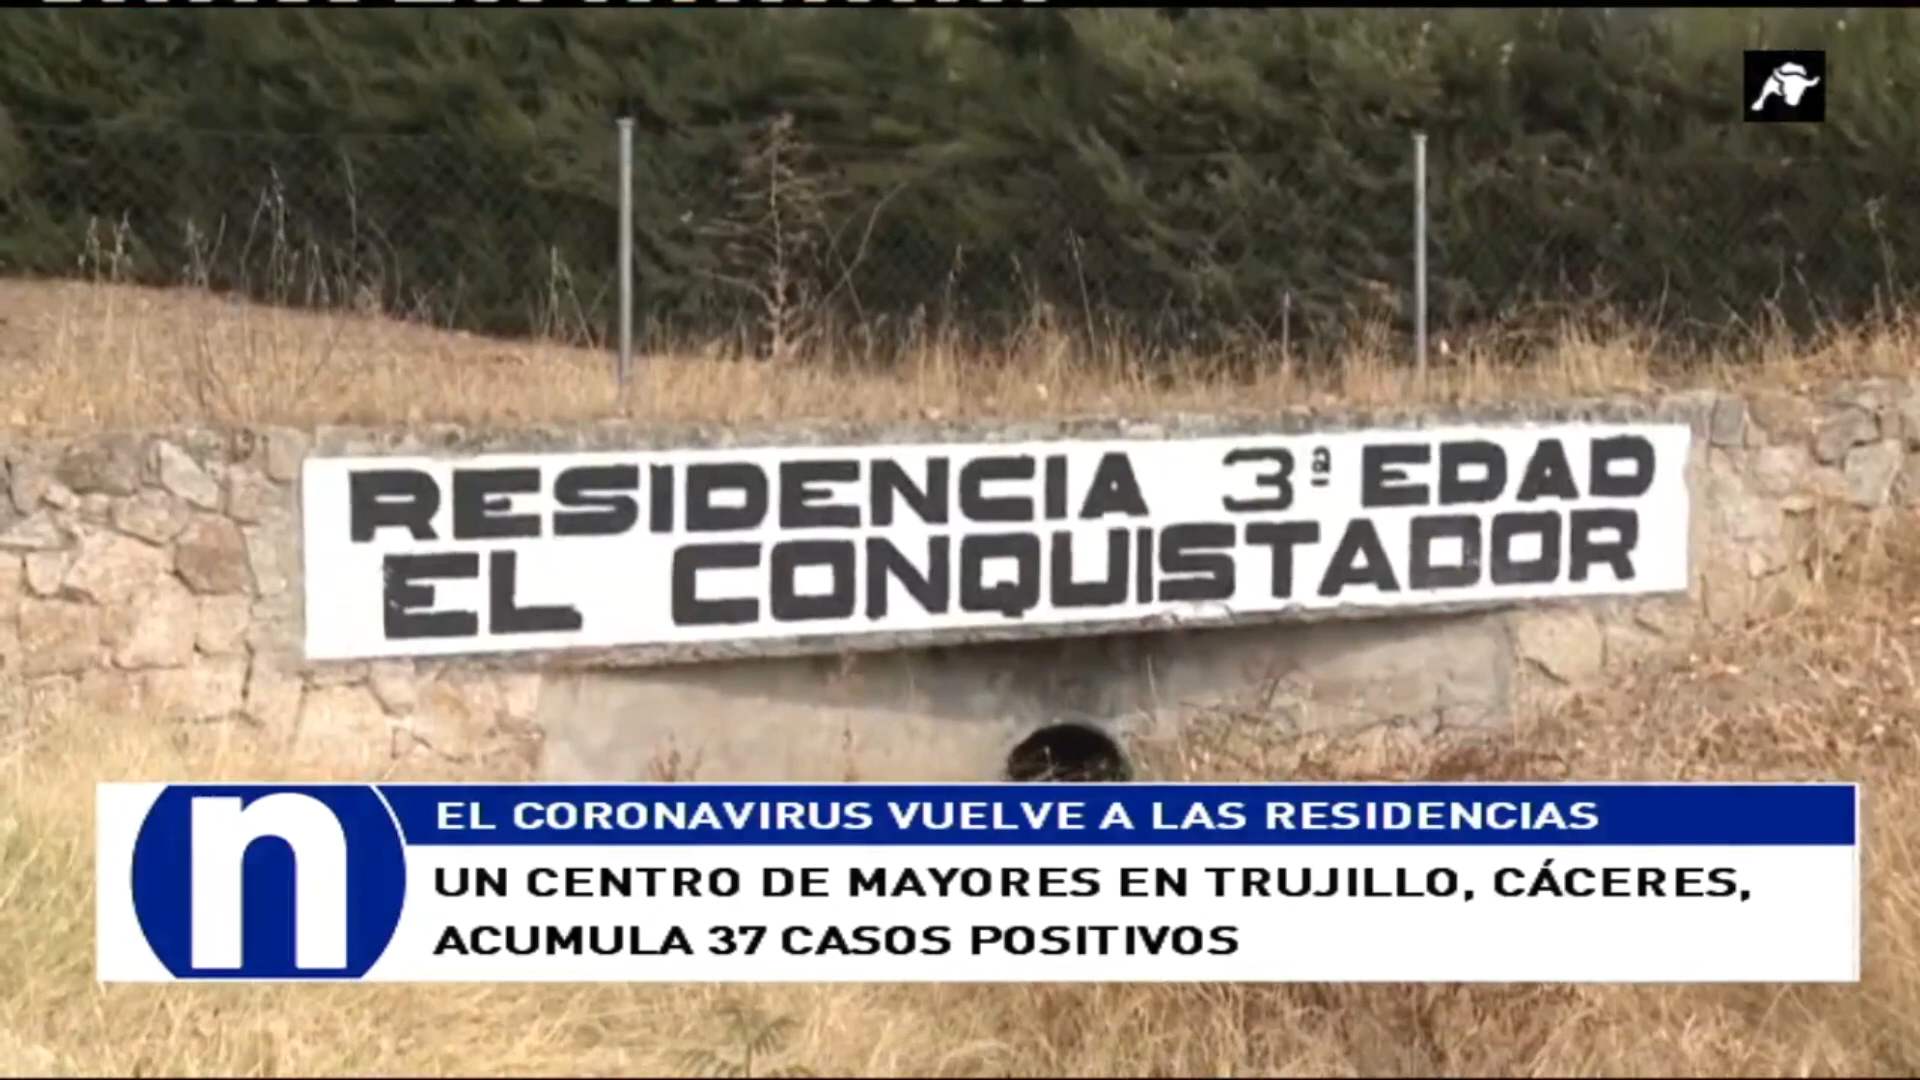 RESIDENCIA 3ª EDAD
EL CONQUISTADOR
n
EL CORONAVIRUS VUELVE A LAS RESIDENCIAS
UN CENTRO DE MAYORES EN TRUJILLO, CÁCERES,
ACUMULA 37 CASOS POSITIVOS